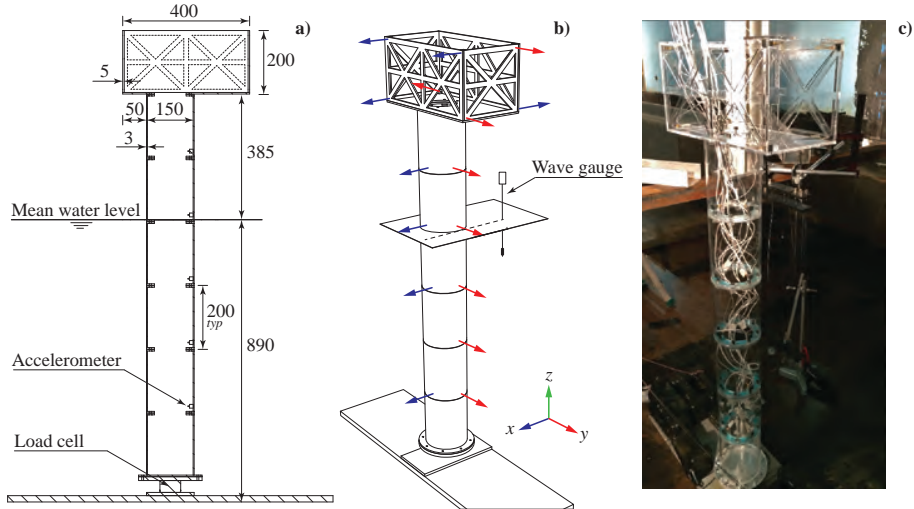 400
a)
200
5
50
150
3
385
Mean water level
200
typ
890
Accelerometer
Load cell
b)
Wave gauge
z
x
y
c)